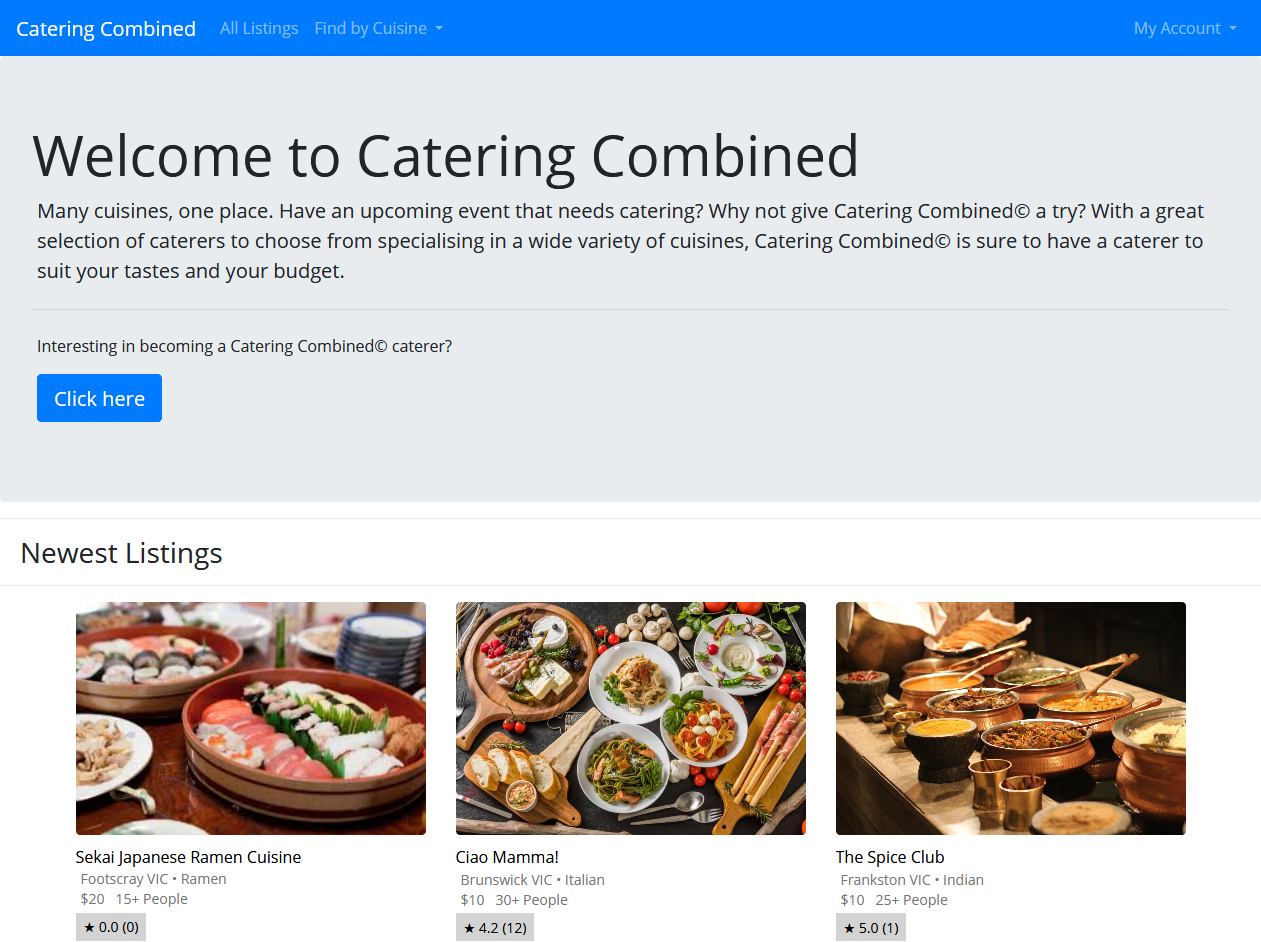 Catering Combined All Listings Find by Cuisine My Account
Welcome to Catering Combined
Many cuisines, one place. Have an upcoming event that needs catering? Why not give Catering Combined© a try? With a great
selection of caterers to choose from specialising in a wide variety of cuisines, Catering Combined© is sure to have a caterer to
suit your tastes and your budget.
Interesting in becoming a Catering Combined© caterer?
Click here
Newest Listings
Sekai Japanese Ramen Cuisine
Footscray VIC • Ramen
$20 15+ People
★ 0.0 (0)
Ciao Mamma!
Brunswick VIC • Italian
$10 30+ People
★ 4.2 (12)
The Spice Club
Frankston VIC • Indian
$10 25+ People
★ 5.0 (1)